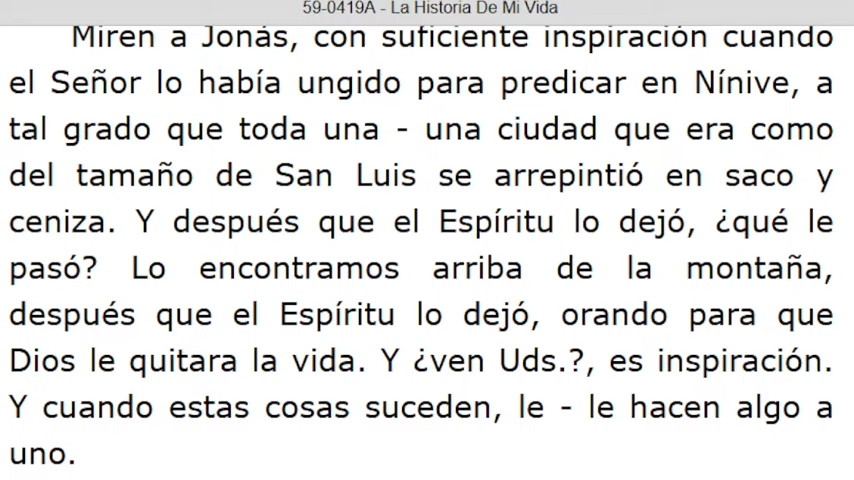 59-0419A - La Historia De Mi Vida
Miren a Jonás, con suficiente inspiración cuando
el Señor lo había ungido para predicar en Nínive, a
tal grado que toda una - una ciudad que era como
del tamaño de San Luis se arrepintió en saco y
ceniza. Y después que el Espíritu lo dejó, ¿qué le
pasó? Lo encontramos arriba de la montaña,
después que el Espíritu lo dejó, orando para que
Dios le quitara la vida. Y ¿ven Uds.?, es inspiración.
Y cuando estas cosas suceden, le - le hacen algo a
uno.